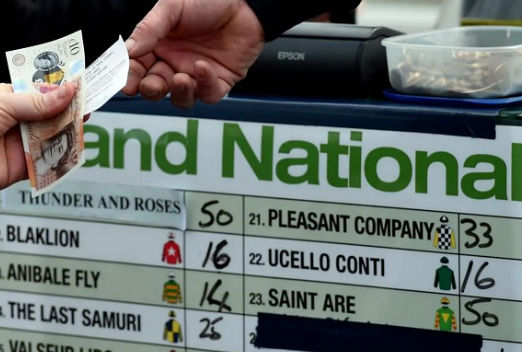 EPSON
£10
and National
THUNDER AND ROSES 50
BLAKLION 16
ANIBALE FLY 14
THE LAST SAMURI 25
21. PLEASANT COMPANY 33
22. UCELLO CONTI 16
23. SAINT ARE 50